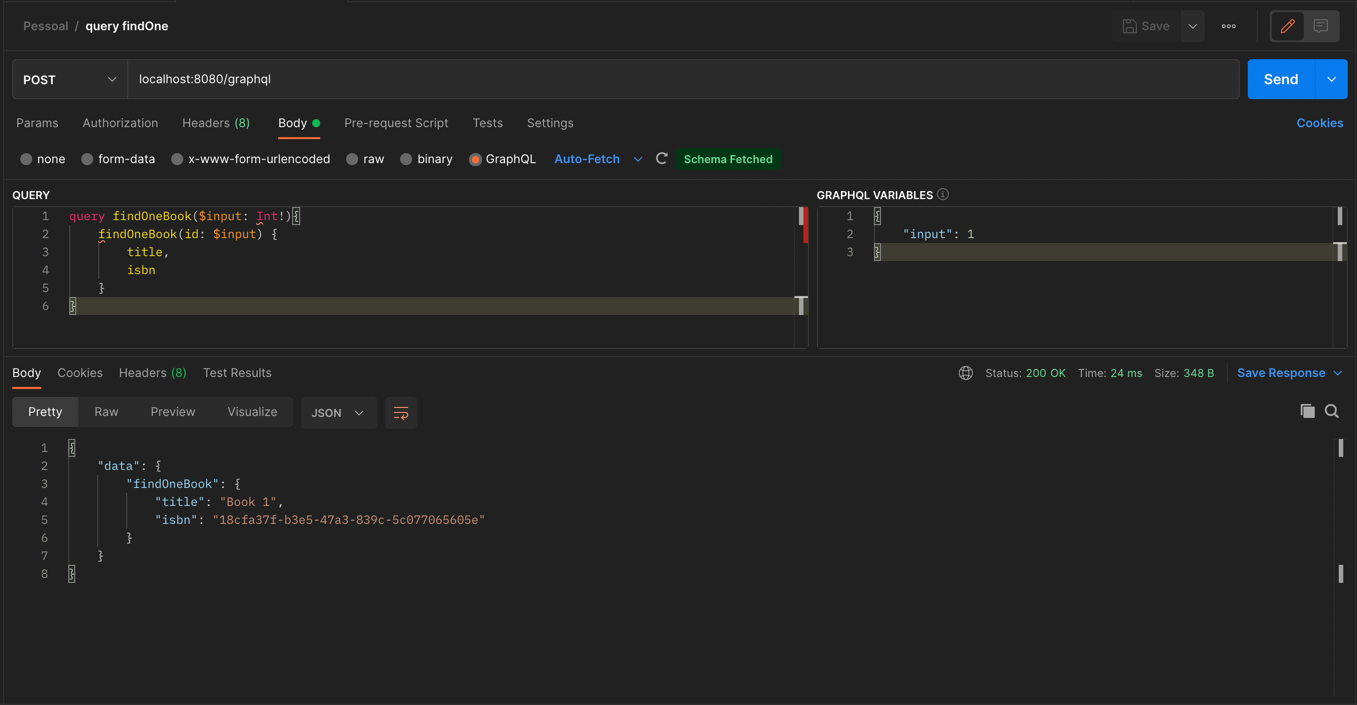 Pessoal / query findOne
Save
POST
localhost:8080/graphql
Send
Params Authorization Headers (8) Body Pre-request Script Tests Settings Cookies
none form-data x-www-form-urlencoded raw binary GraphQL Auto-Fetch Schema Fetched
QUERY
1 query findOneBook($input: Int!){
2 findOneBook(id: $input) {
3 title,
4 isbn
5 }
6 }
GRAPHQL VARIABLES
1 {
2 "input": 1
3 }
Body Cookies Headers (8) Test Results Status: 200 OK Time: 24 ms Size: 348 B Save Response
Pretty Raw Preview Visualize JSON
1 {
2 "data": {
3 "findOneBook": {
4 "title": "Book 1",
5 "isbn": "18cfa37f-b3e5-47a3-839c-5c077065605e"
6 }
7 }
8 }